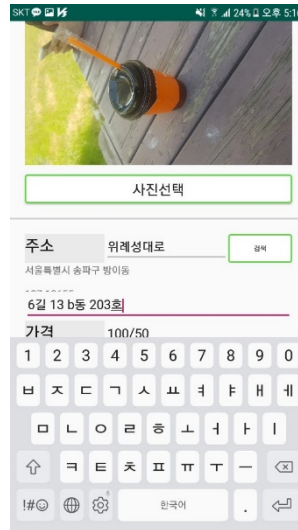 SKT 24% 오후 5:16
사진선택
주소 위례성대로 검색
서울특별시 송파구 방이동
6길 13 b동 203회
가격 100/50
1 2 3 4 5 6 7 8 9 0
ㅂ ㅈ ㄷ ㄱ ㅅ ㅛ ㅕ ㅑ ㅐ ㅔ
ㅁ ㄴ ㅇ ㄹ ㅎ ㅗ ㅓ ㅏ ㅣ
ㅋ ㅌ ㅊ ㅍ ㅠ ㅜ ㅡ
!#☺ 한국어 .